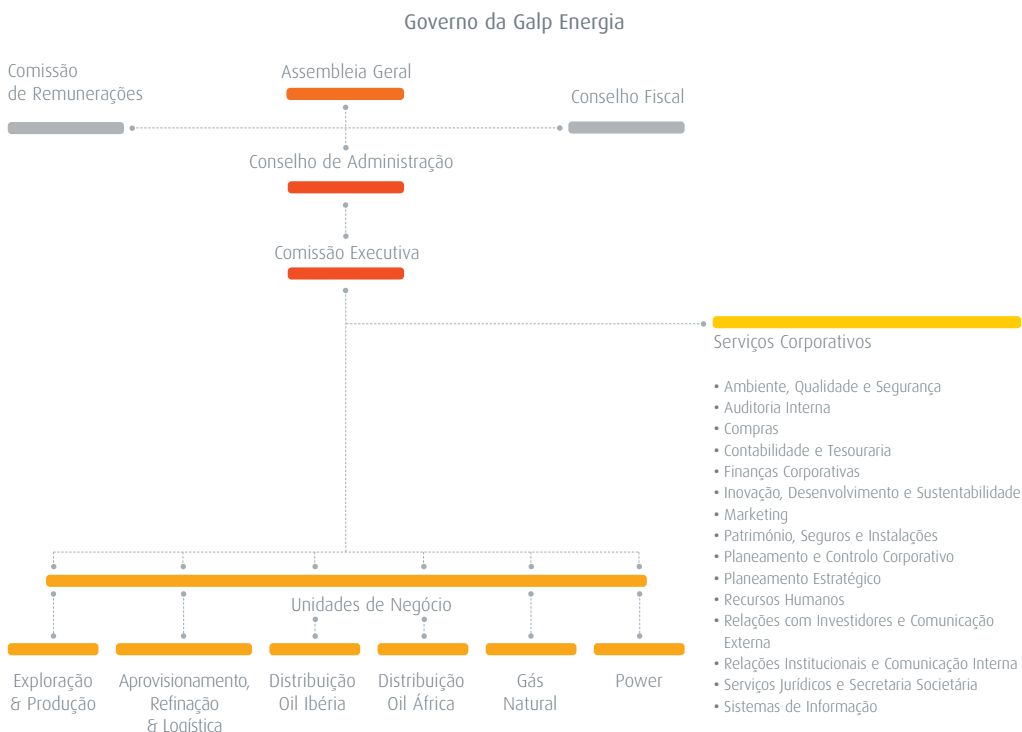 Governo da Galp Energia
Comissão
de Remunerações
Assembleia Geral
Conselho Fiscal
Conselho de Administração
Comissão Executiva
Serviços Corporativos
• Ambiente, Qualidade e Segurança
• Auditoria Interna
• Compras
• Contabilidade e Tesouraria
• Finanças Corporativas
• Inovação, Desenvolvimento e Sustentabilidade
• Marketing
• Património, Seguros e Instalações
• Planeamento e Controlo Corporativo
• Planeamento Estratégico
• Recursos Humanos
• Relações com Investidores e Comunicação
Externa
• Relações Institucionais e Comunicação Interna
• Serviços Jurídicos e Secretaria Societária
• Sistemas de Informação
Unidades de Negócio
Exploração
& Produção
Aprovisionamento,
Refinação
& Logística
Distribuição
Oil Ibéria
Distribuição
Oil África
Gás
Natural
Power